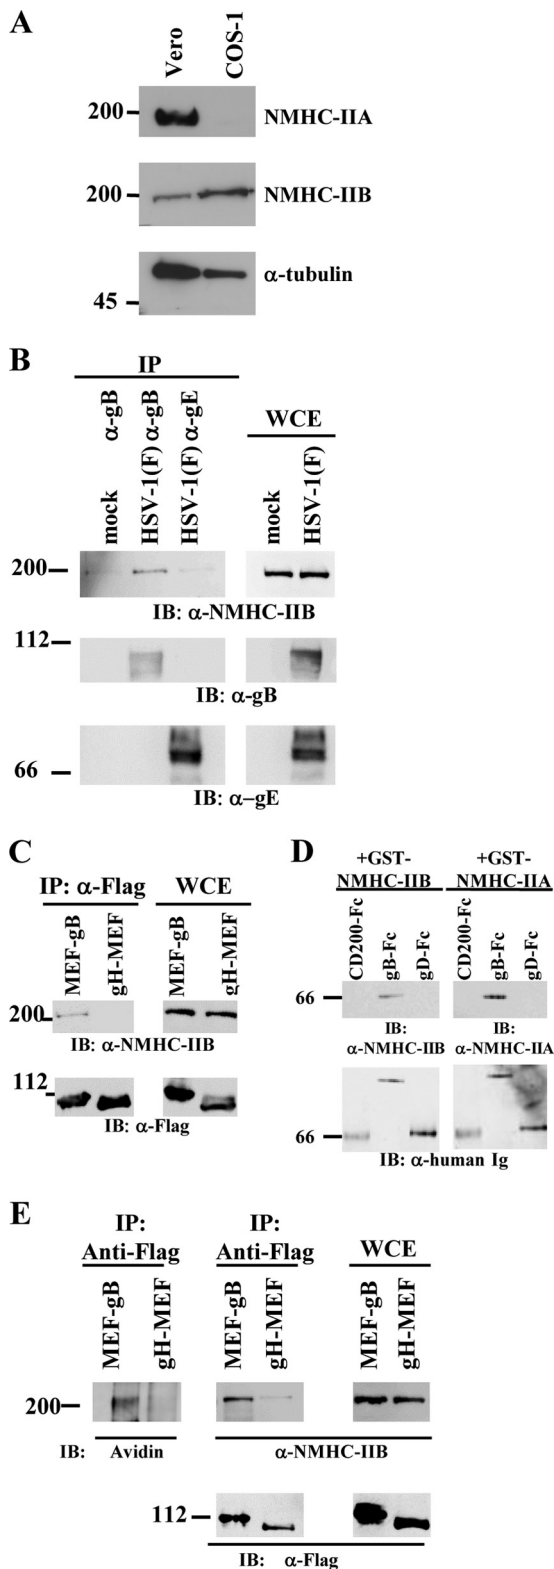 A
Vero
COS-1
200
NMHC-IIA
200
NMHC-IIB
α-tubulin
45
B
IP
α-gB
HSV-1(F) α-gB
HSV-1(F) α-gE
mock
WCE
mock
HSV-1(F)
200
IB: α-NMHC-IIB
112
IB: α-gB
66
IB: α–gE
C
IP: α-Flag
WCE
MEF-gB
gH-MEF
MEF-gB
gH-MEF
200
IB: α-NMHC-IIB
112
IB: α-Flag
D
+GST-
NMHC-IIB
+GST-
NMHC-IIA
CD200-Fc
gB-Fc
gD-Fc
CD200-Fc
gB-Fc
gD-Fc
66
IB:
α-NMHC-IIB
IB:
α-NMHC-IIA
66
IB: α-human Ig
E
IP:
Anti-Flag
IP:
Anti-Flag
WCE
MEF-gB
gH-MEF
MEF-gB
gH-MEF
MEF-gB
gH-MEF
200
IB: Avidin
α-NMHC-IIB
112
IB: α-Flag